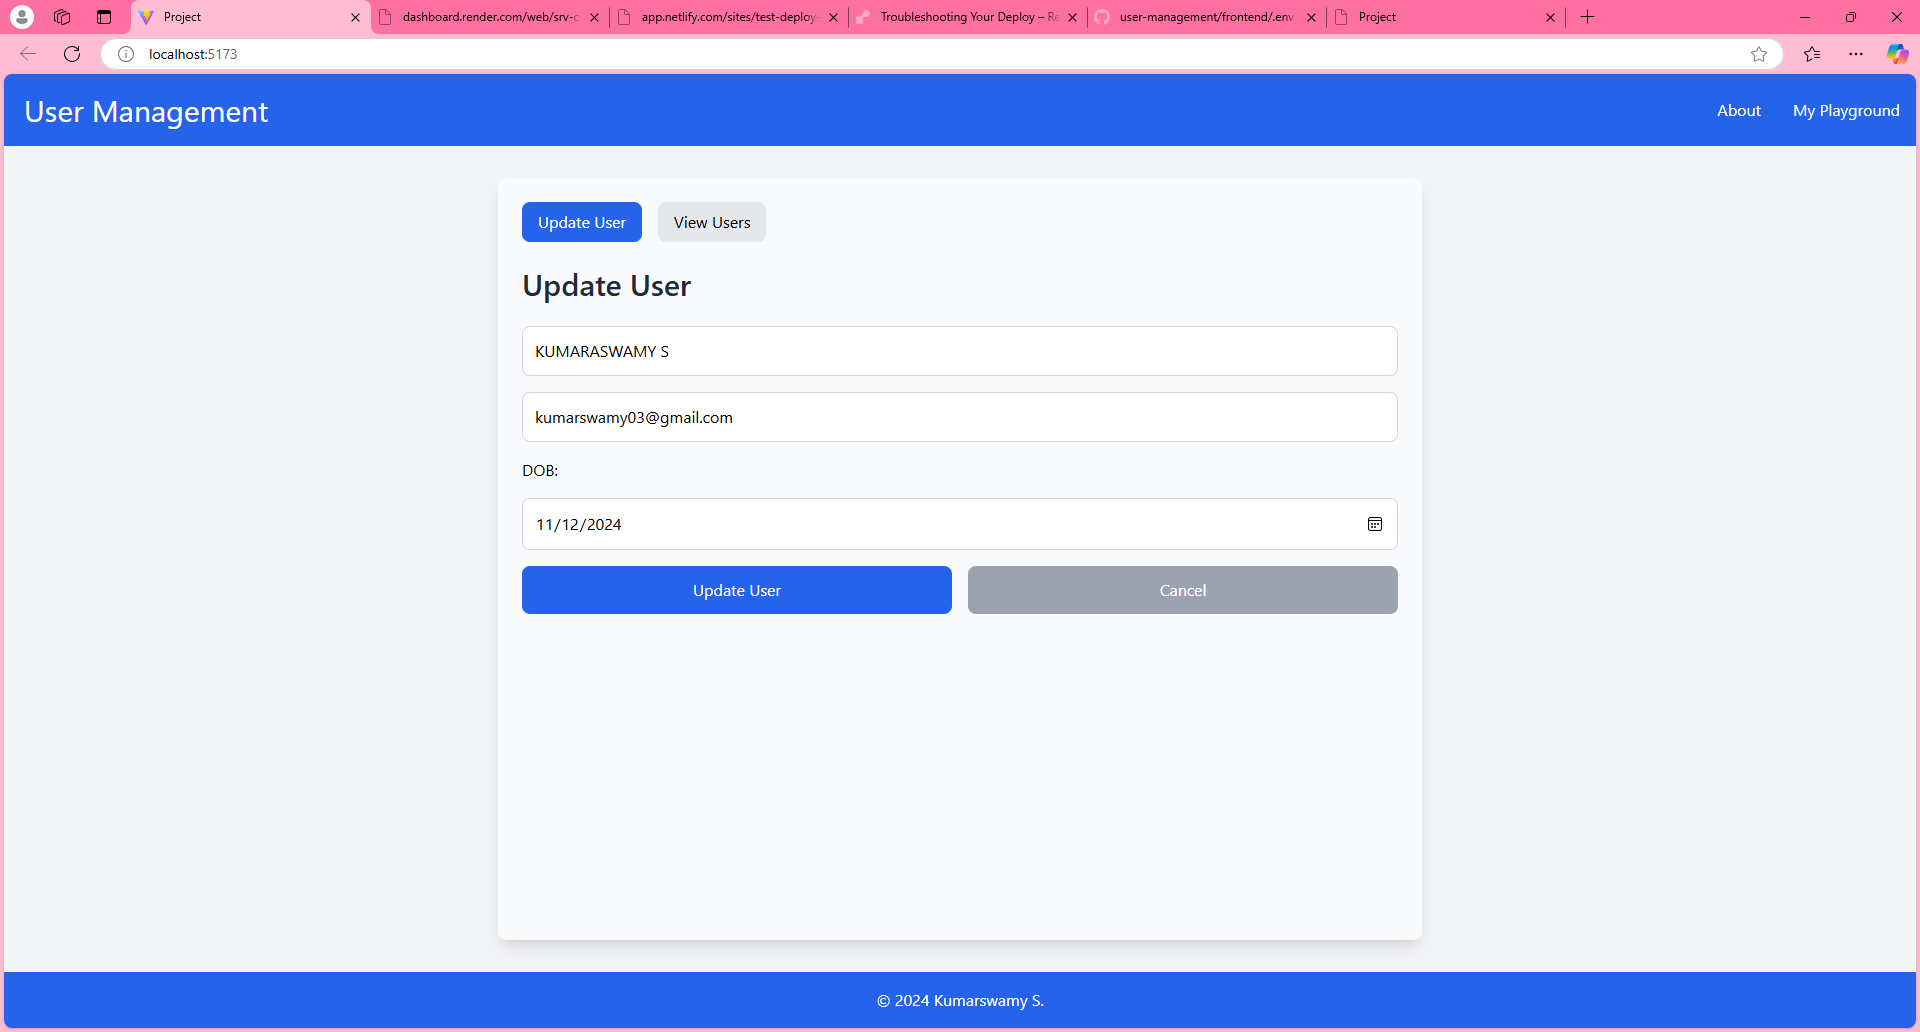 Project
dashboard.render.com/web/srv-c
app.netlify.com/sites/test-deploy-
Troubleshooting Your Deploy – Re
user-management/frontend/.env
Project
localhost:5173
User Management
About
My Playground
Update User
View Users
Update User
KUMARASWAMY S
kumarswamy03@gmail.com
DOB:
11/12/2024
Update User
Cancel
© 2024 Kumarswamy S.